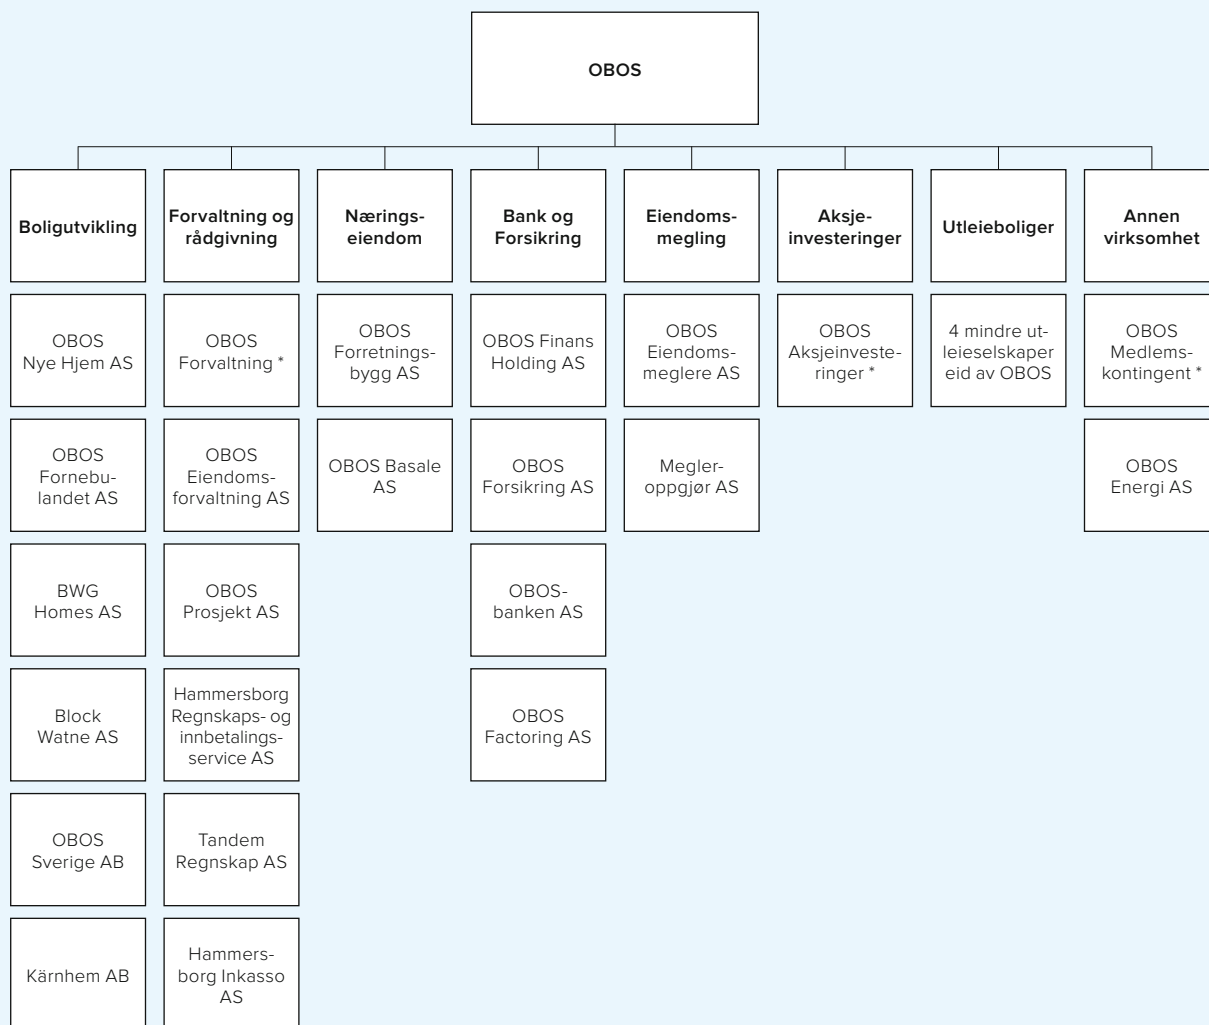 OBOS
Boligutvikling
Forvaltning og
rådgivning
Nærings-
eiendom
Bank og
Forsikring
Eiendoms-
megling
Aksje-
investeringer
Utleieboliger
Annen
virksomhet
OBOS
Nye Hjem AS
OBOS
Forvaltning *
OBOS
Forretnings-
bygg AS
OBOS Finans
Holding AS
OBOS
Eiendoms-
meglere AS
OBOS
Aksjeinveste-
ringer *
4 mindre ut-
leieselskaper
eid av OBOS
OBOS
Medlems-
kontingent *
OBOS
Fornebu-
landet AS
OBOS
Eiendoms-
forvaltning AS
OBOS Basale
AS
OBOS
Forsikring AS
Megler-
oppgjør AS
OBOS
Energi AS
BWG
Homes AS
OBOS
Prosjekt AS
OBOS-
banken AS
Block
Watne AS
Hammersborg
Regnskaps- og
innbetalings-
service AS
OBOS
Factoring AS
OBOS
Sverige AB
Tandem
Regnskap AS
Kärnhem AB
Hammers-
borg Inkasso
AS